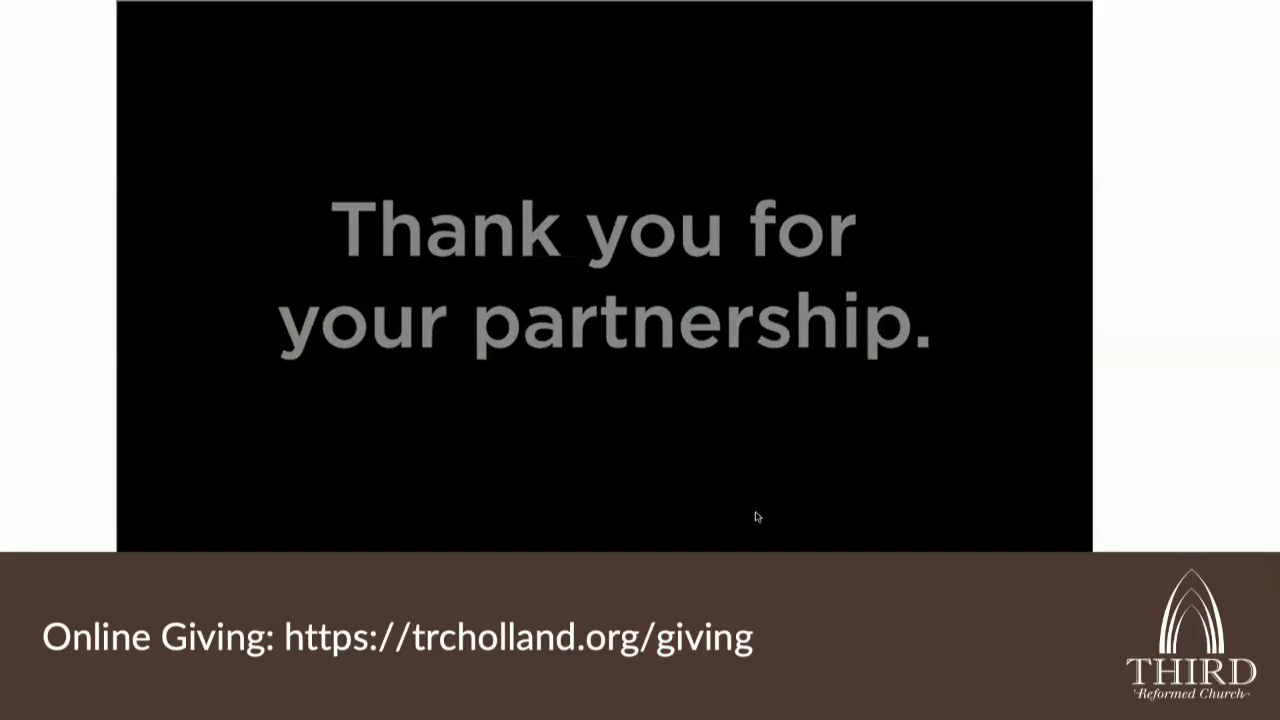 Thank you for
your partnership.
Online Giving: https://trcholland.org/giving
THIRD
Reformed Church